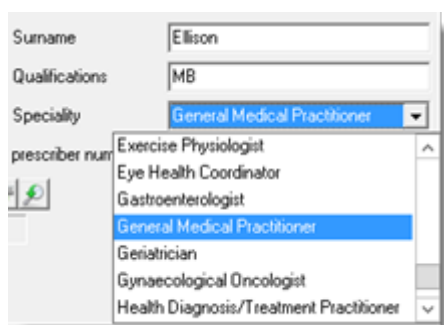 Surname Ellison
Qualifications MB
Speciality General Medical Practitioner
prescriber num
Exercise Physiologist
Eye Health Coordinator
Gastroenterologist
General Medical Practitioner
Geriatrician
Gynaecological Oncologist
Health Diagnosis/Treatment Practitioner